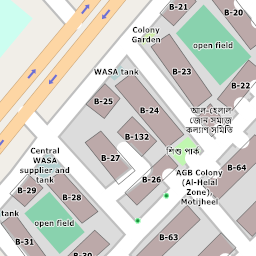 B-21
B-20
Colony
Garden
open field
WASA tank
B-23
B-22
B-25
B-24
আল-হেলাল
জোন সমাজ
কল্যাণ সমিতি
B-132
Central
WASA
supplier and
tank
শিশু পার্ক
B-27
B-64
AGB Colony
(Al-Helal
Zone),
Motijheel
B-26
B-29
B-28
tank
open field
B-31
B-63
B-30